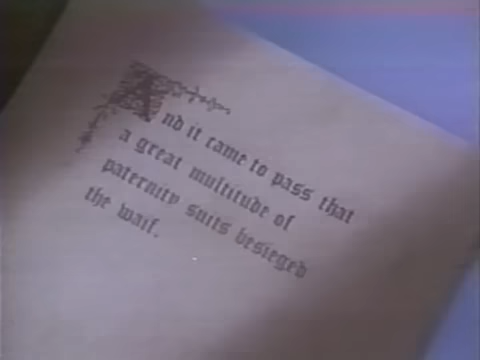 And it came to pass that
a great multitude of
paternity suits besieged
the waif.